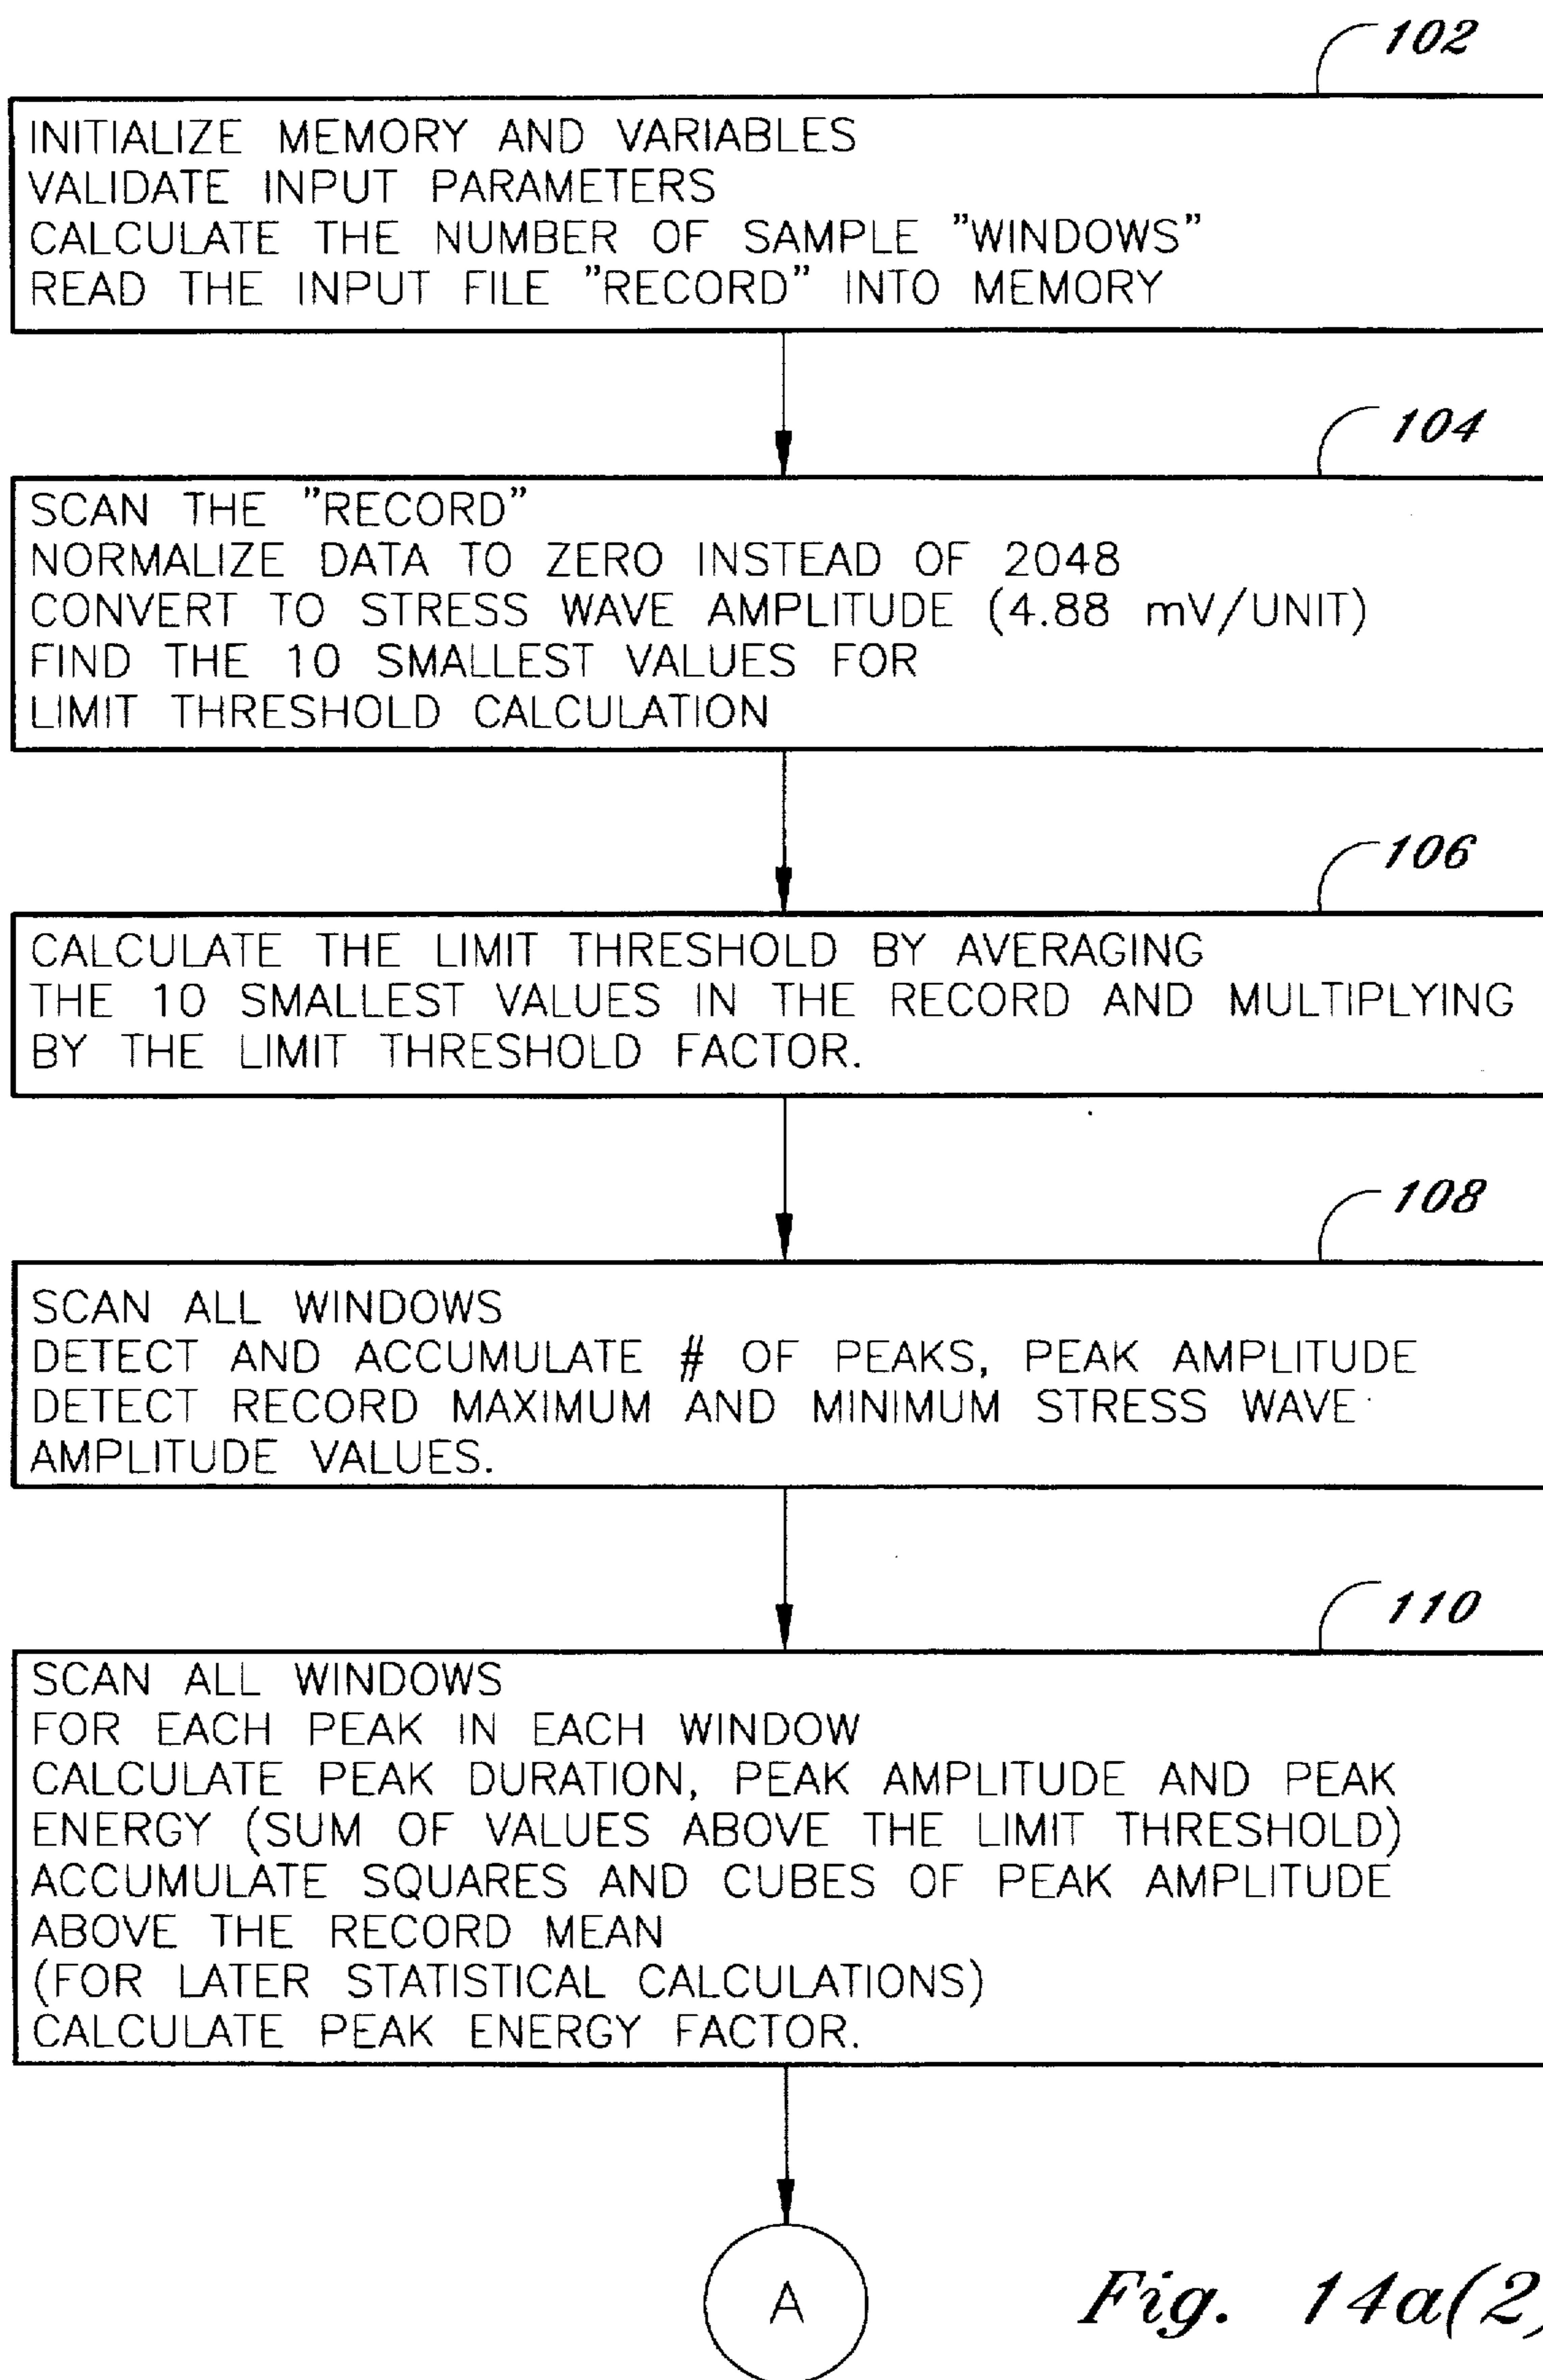 102
INITIALIZE MEMORY AND VARIABLES
VALIDATE INPUT PARAMETERS
CALCULATE THE NUMBER OF SAMPLE "WINDOWS"
READ THE INPUT FILE "RECORD" INTO MEMORY
104
SCAN THE "RECORD"
NORMALIZE DATA TO ZERO INSTEAD OF 2048
CONVERT TO STRESS WAVE AMPLITUDE (4.88 mV/UNIT)
FIND THE 10 SMALLEST VALUES FOR
LIMIT THRESHOLD CALCULATION
106
CALCULATE THE LIMIT THRESHOLD BY AVERAGING
THE 10 SMALLEST VALUES IN THE RECORD AND MULTIPLYING
BY THE LIMIT THRESHOLD FACTOR.
108
SCAN ALL WINDOWS
DETECT AND ACCUMULATE # OF PEAKS, PEAK AMPLITUDE
DETECT RECORD MAXIMUM AND MINIMUM STRESS WAVE
AMPLITUDE VALUES.
110
SCAN ALL WINDOWS
FOR EACH PEAK IN EACH WINDOW
CALCULATE PEAK DURATION, PEAK AMPLITUDE AND PEAK
ENERGY (SUM OF VALUES ABOVE THE LIMIT THRESHOLD)
ACCUMULATE SQUARES AND CUBES OF PEAK AMPLITUDE
ABOVE THE RECORD MEAN
(FOR LATER STATISTICAL CALCULATIONS)
CALCULATE PEAK ENERGY FACTOR.
A
Fig. 14a(2)